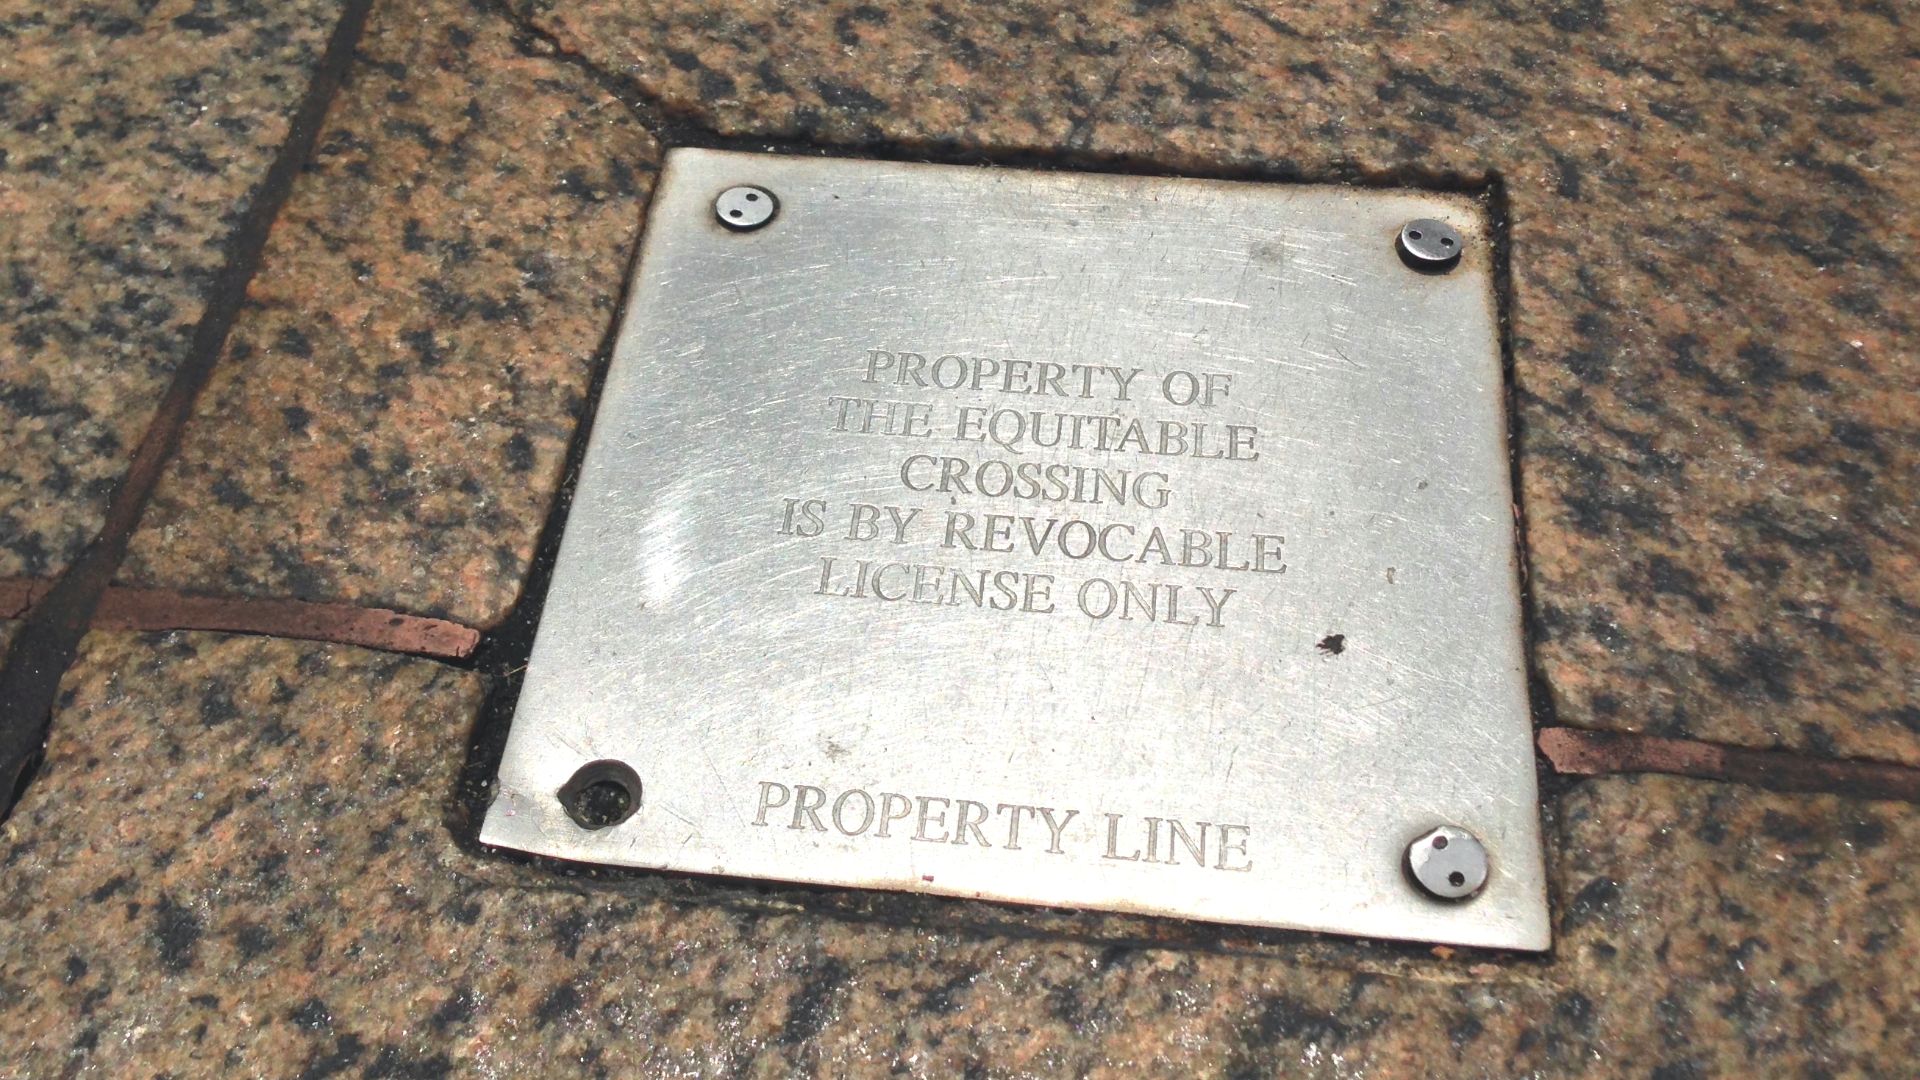 PROPERTY OF
THE EQUITABLE
CROSSING
IS BY REVOCABLE
LICENSE ONLY
PROPERTY LINE